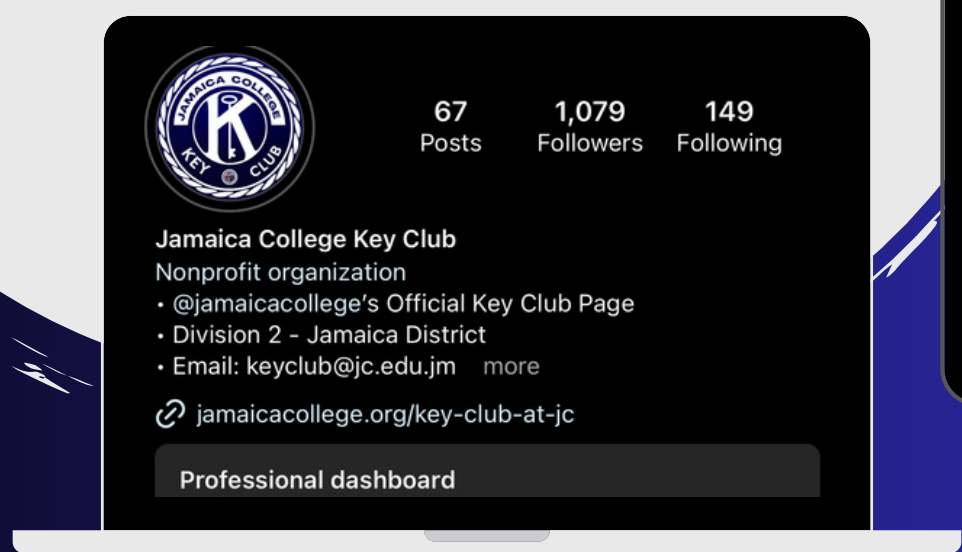 JAMAICA COLLEGE
K
KEY CLUB
67 1,079 149
Posts Followers Following
Jamaica College Key Club
Nonprofit organization
• @jamaicacollege's Official Key Club Page
• Division 2 - Jamaica District
• Email: keyclub@jc.edu.jm more
jamaicacollege.org/key-club-at-jc
Professional dashboard